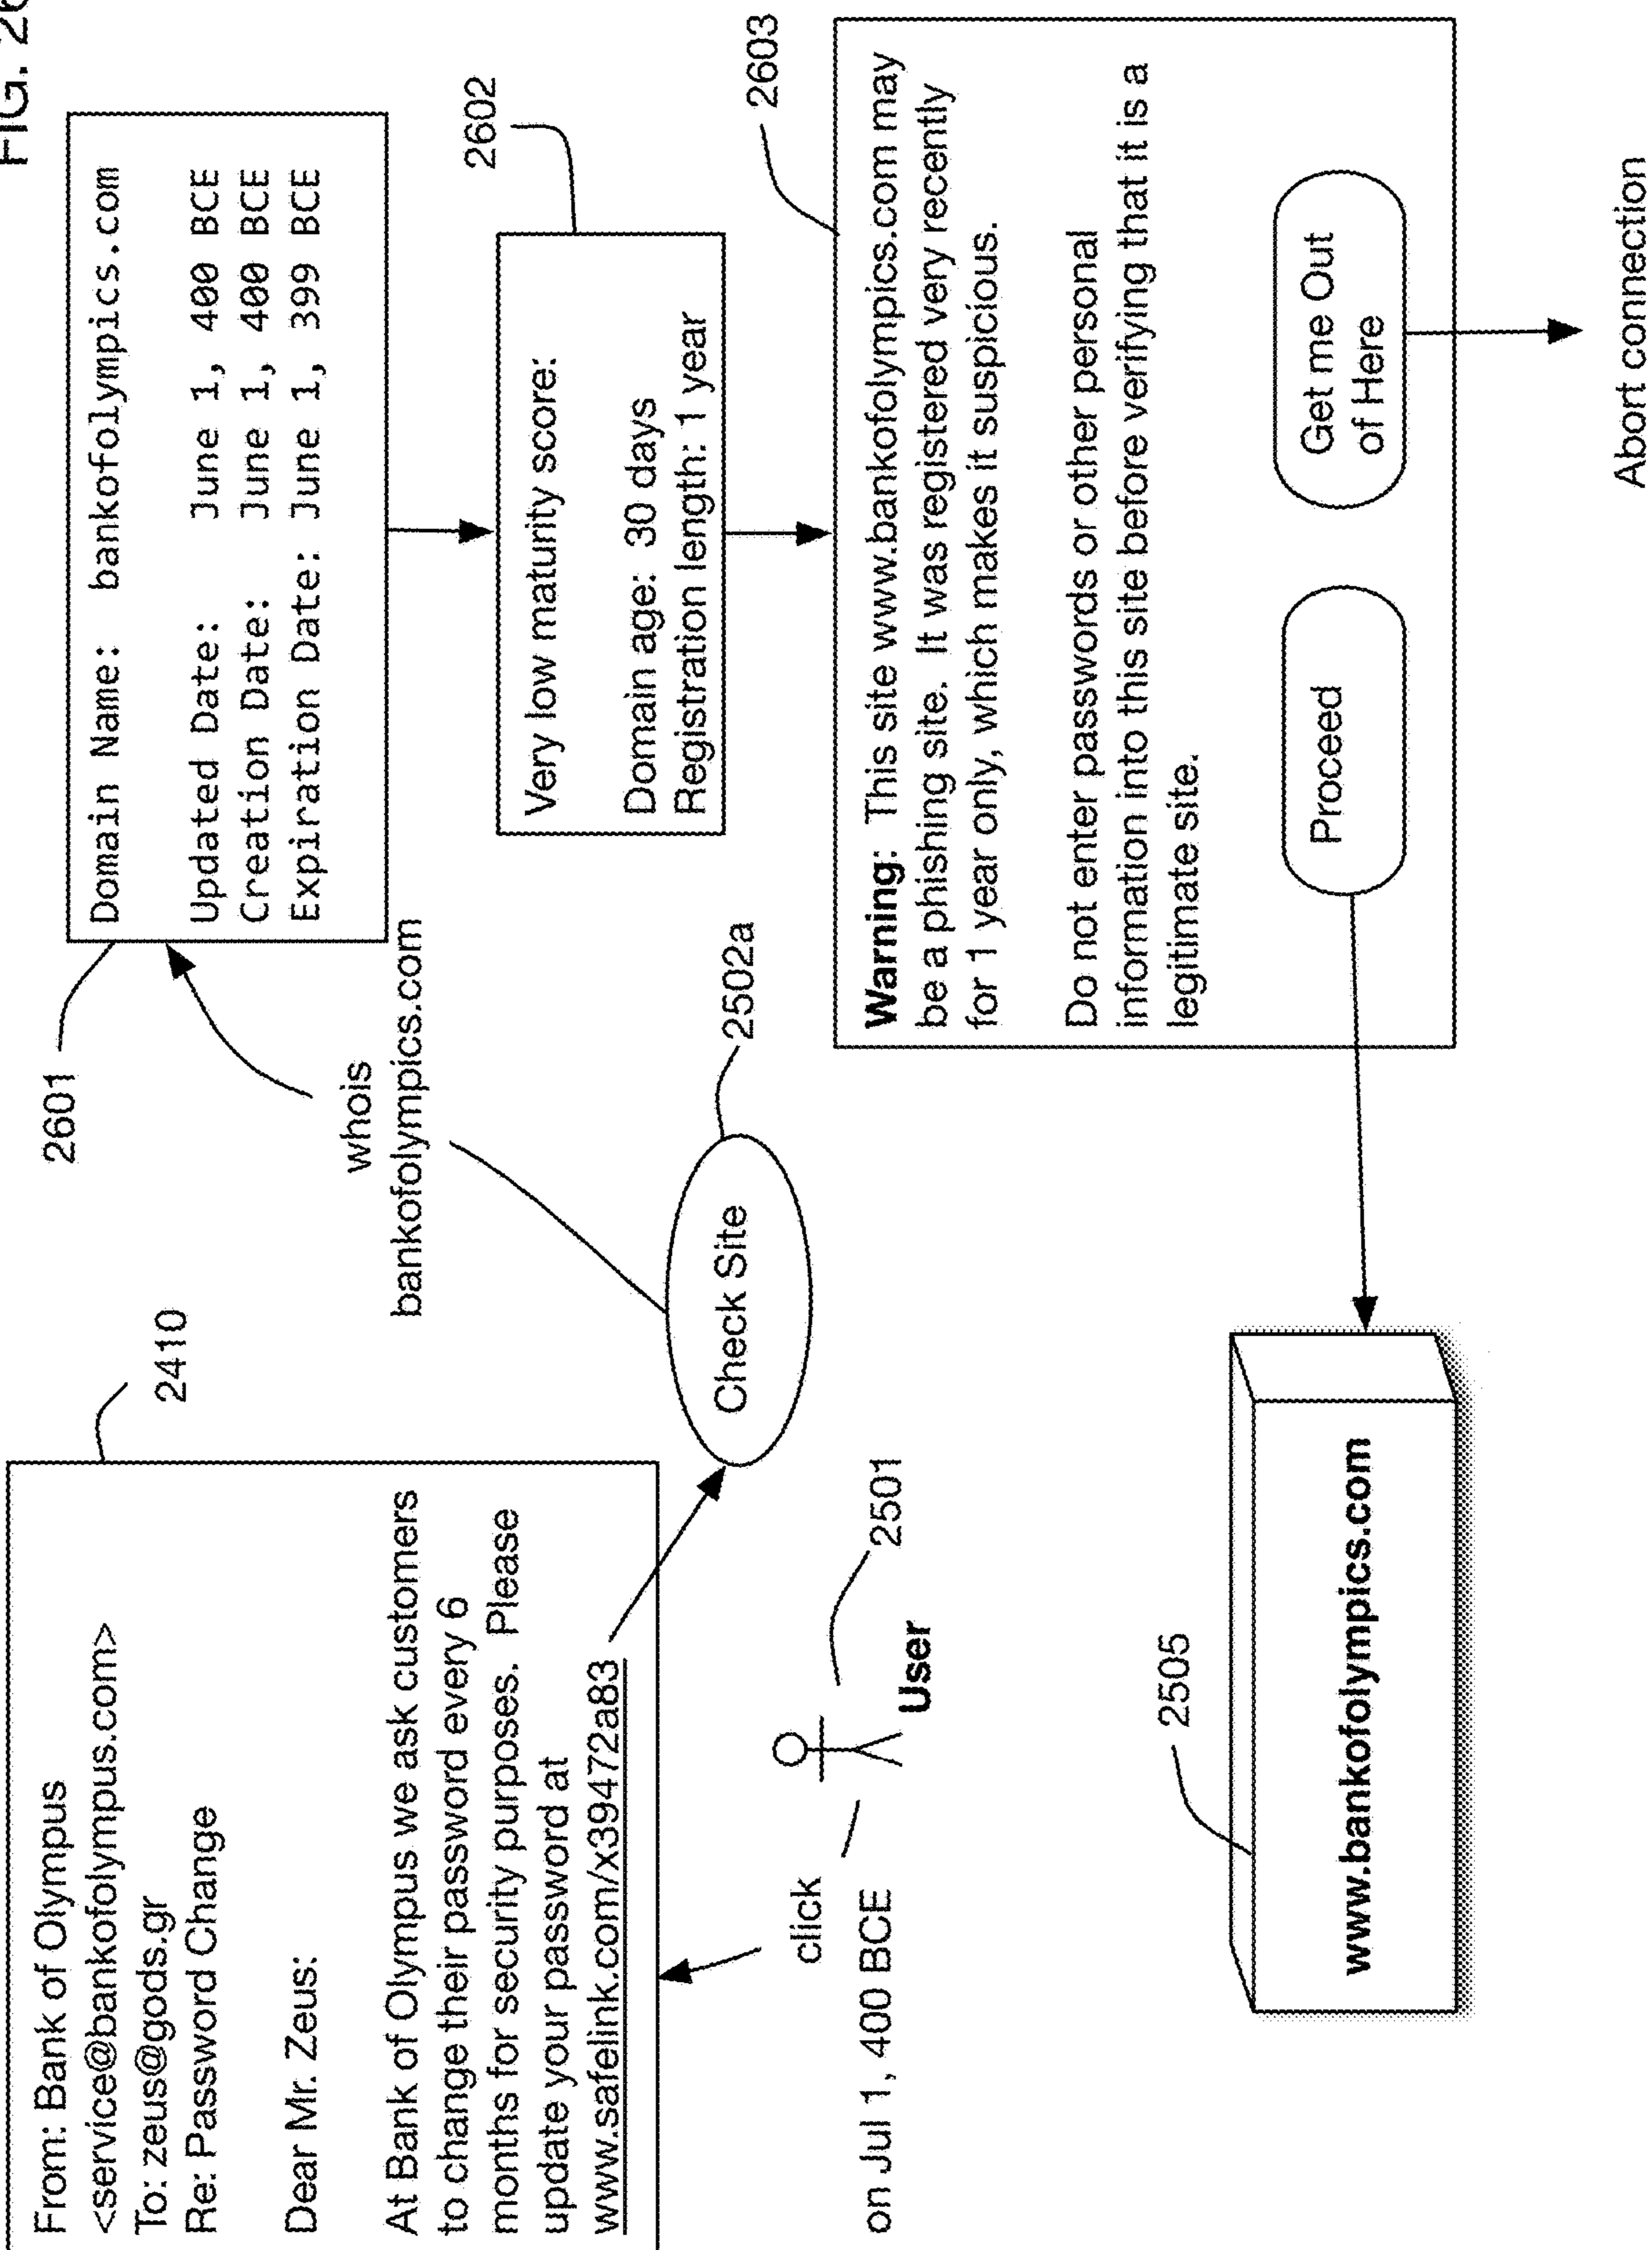 FIG. 26
From: Bank of Olympus
<service@bankofolympus.com>
To: zeus@gods.gr
Re: Password Change
Dear Mr. Zeus:
At Bank of Olympus we ask customers
to change their password every 6
months for security purposes. Please
update your password at
www.safelink.com/x39472a83
2410
click
on Jul 1, 400 BCE
User
2501
Check Site
2502a
whois
bankofolympics.com
2601
Domain Name: bankofolympics.com
Updated Date: June 1, 400 BCE
Creation Date: June 1, 400 BCE
Expiration Date: June 1, 399 BCE
2602
Very low maturity score:
Domain age: 30 days
Registration length: 1 year
2603
Warning: This site www.bankofolympics.com may
be a phishing site. It was registered very recently
for 1 year only, which makes it suspicious.
Do not enter passwords or other personal
information into this site before verifying that it is a
legitimate site.
Proceed
Get me Out
of Here
Abort connection
2505
www.bankofolympics.com